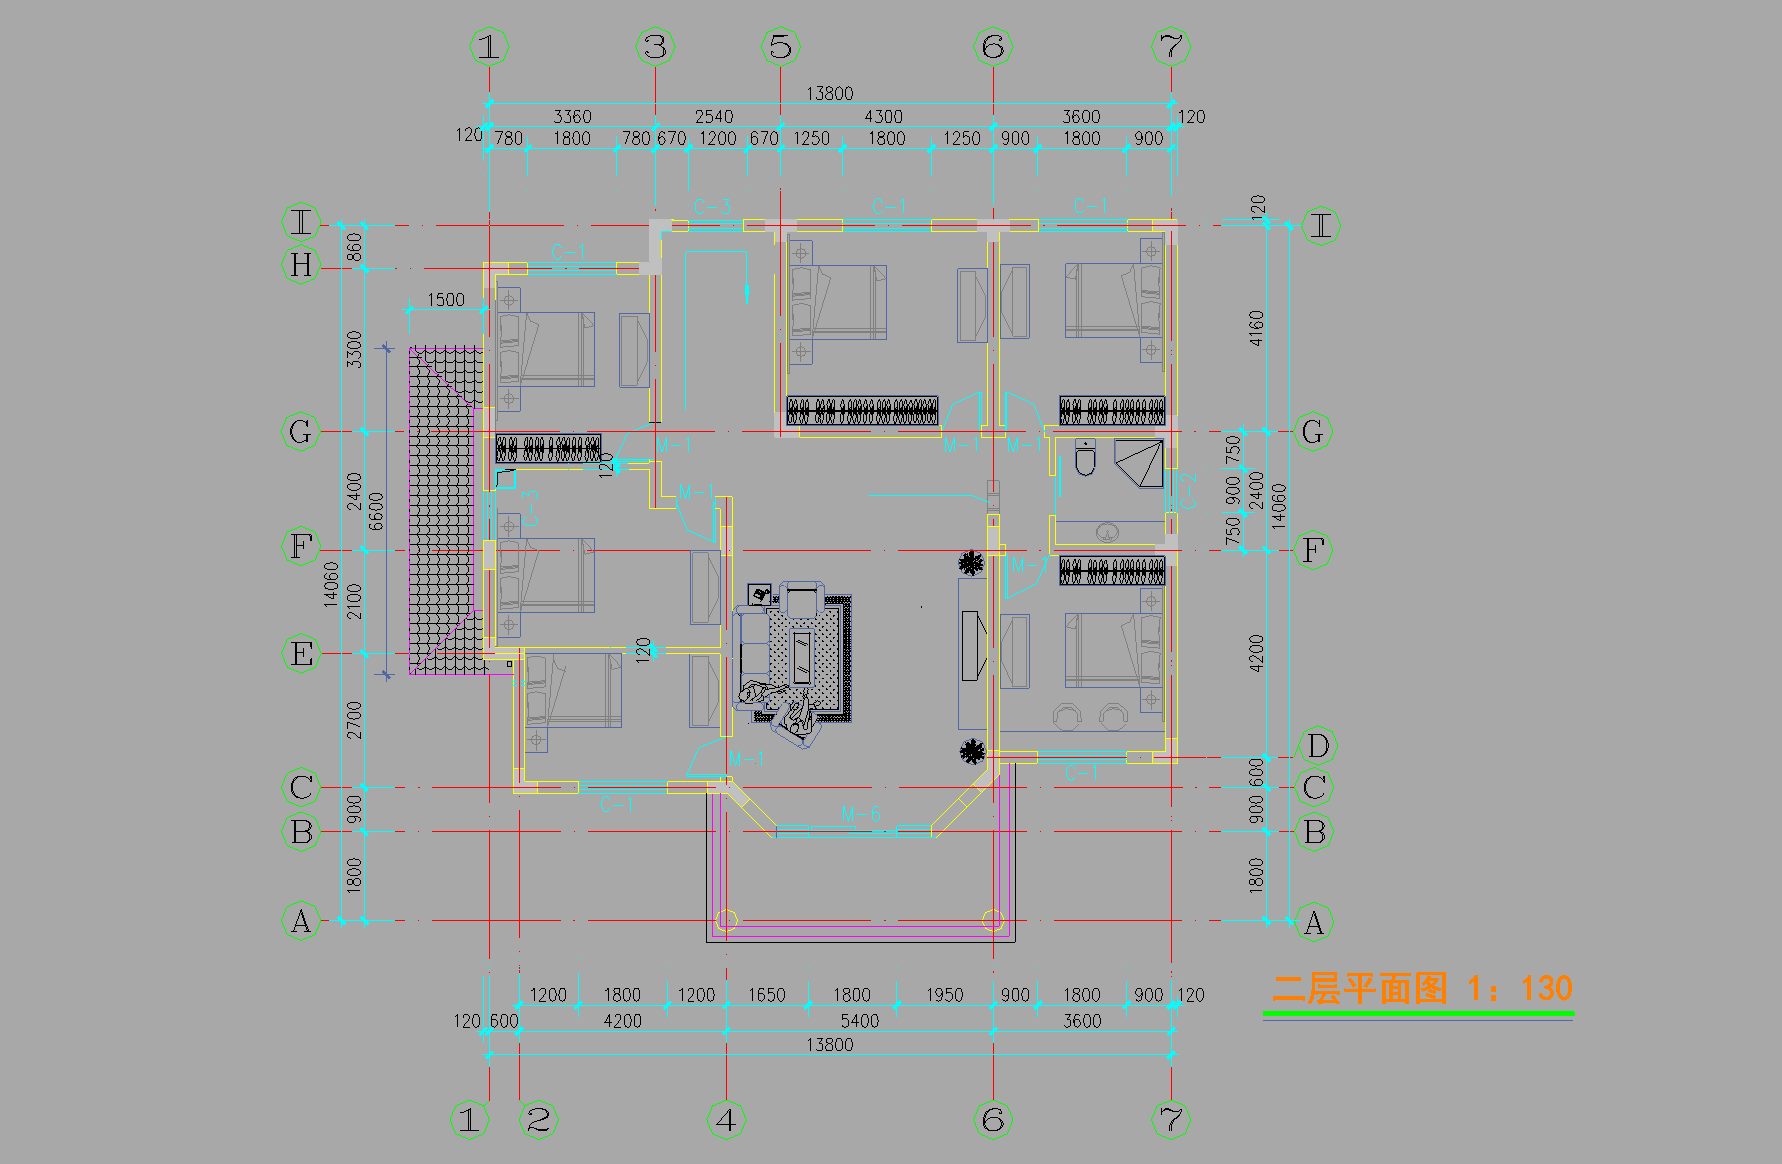 1 3 5 6 7
13800
3360 2540 4300 3600 120
120 780 1800 780 670 1200 670 1250 1800 1250 900 1800 900
C-3 C-1 C-1
120
I I
860
H
C-1
1500
3300
4160
G G
M-1 M-1 M-1
750
120
2400
6600
M-1
900
2400
14060
750
F F
M-1
14060
2100
120
E
4200
2700
D
M-1
C-1
600
C C
C-1
900
900
M-6
B B
1800
1800
A A
二层平面图 1：130
1200 1800 1200 1650 1800 1950 900 1800 900 120
120 600 4200 5400 3600
13800
1 2 4 6 7